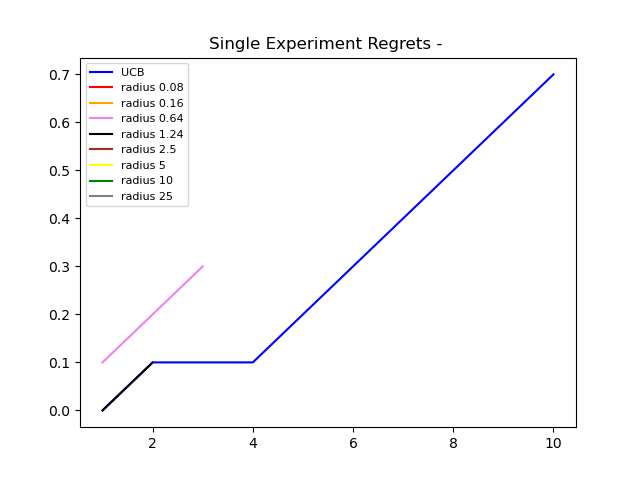 Single Experiment Regrets -
UCB
radius 0.08
radius 0.16
radius 0.64
radius 1.24
radius 2.5
radius 5
radius 10
radius 25
0.7
0.6
0.5
0.4
0.3
0.2
0.1
0.0
2 4 6 8 10